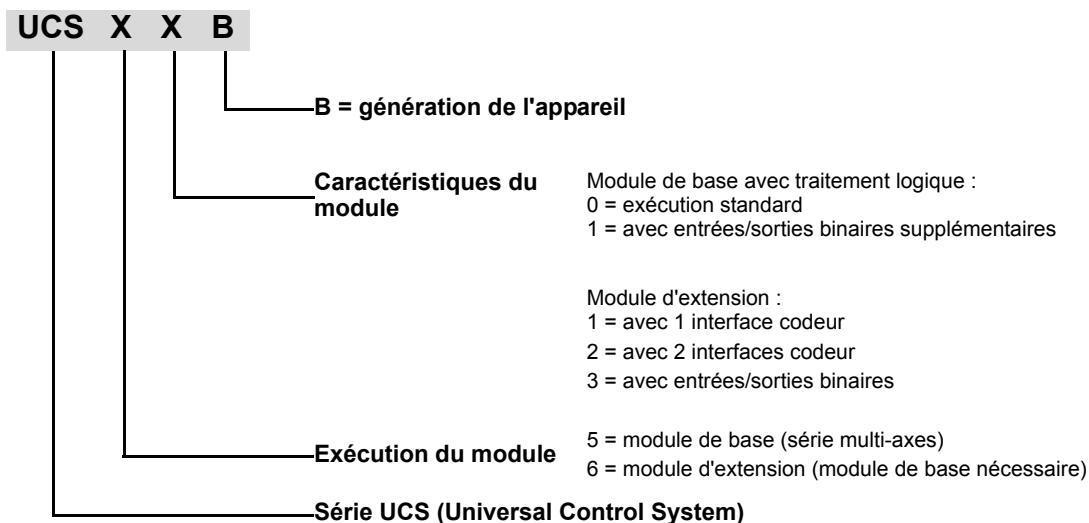 UCS X X B
B = génération de l'appareil
Caractéristiques du
module
Module de base avec traitement logique :
0 = exécution standard
1 = avec entrées/sorties binaires supplémentaires
Module d'extension :
1 = avec 1 interface codeur
2 = avec 2 interfaces codeur
3 = avec entrées/sorties binaires
Exécution du module
5 = module de base (série multi-axes)
6 = module d'extension (module de base nécessaire)
Série UCS (Universal Control System)